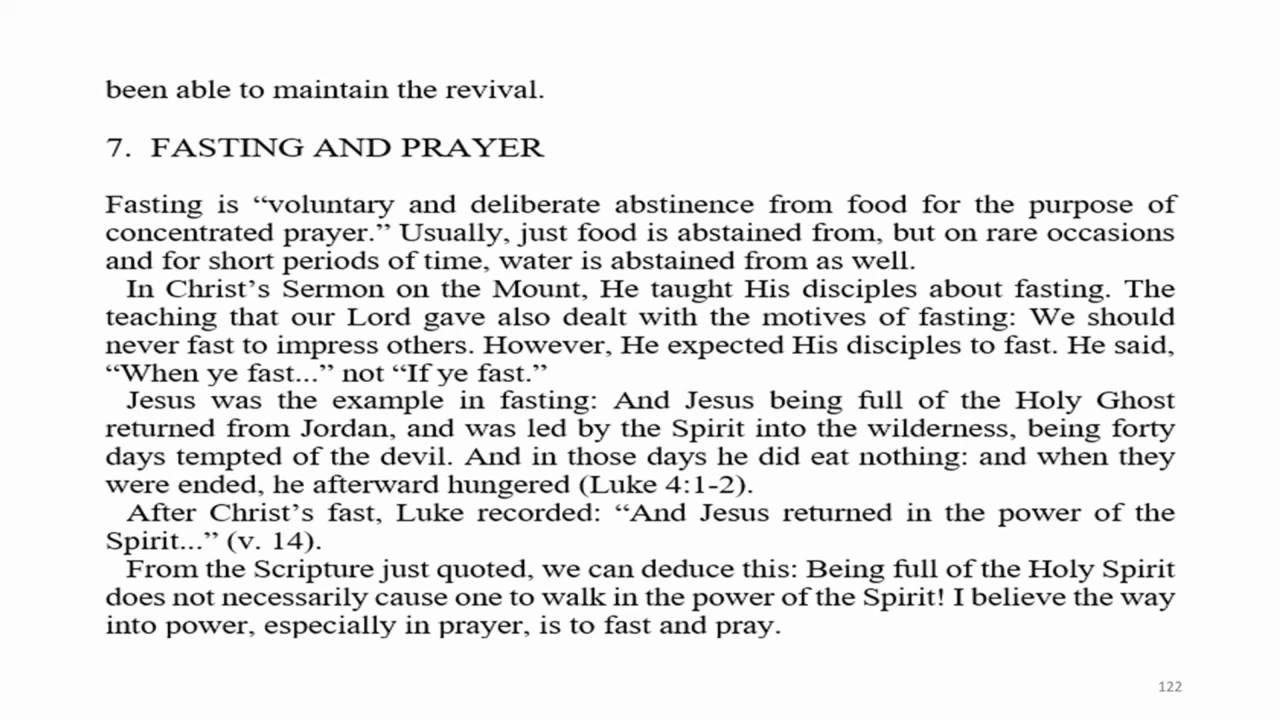 been able to maintain the revival.
7. FASTING AND PRAYER
Fasting is “voluntary and deliberate abstinence from food for the purpose of
concentrated prayer.” Usually, just food is abstained from, but on rare occasions
and for short periods of time, water is abstained from as well.
In Christ’s Sermon on the Mount, He taught His disciples about fasting. The
teaching that our Lord gave also dealt with the motives of fasting: We should
never fast to impress others. However, He expected His disciples to fast. He said,
“When ye fast...” not “If ye fast.”
Jesus was the example in fasting: And Jesus being full of the Holy Ghost
returned from Jordan, and was led by the Spirit into the wilderness, being forty
days tempted of the devil. And in those days he did eat nothing: and when they
were ended, he afterward hungered (Luke 4:1-2).
After Christ’s fast, Luke recorded: “And Jesus returned in the power of the
Spirit...” (v. 14).
From the Scripture just quoted, we can deduce this: Being full of the Holy Spirit
does not necessarily cause one to walk in the power of the Spirit! I believe the way
into power, especially in prayer, is to fast and pray.
122